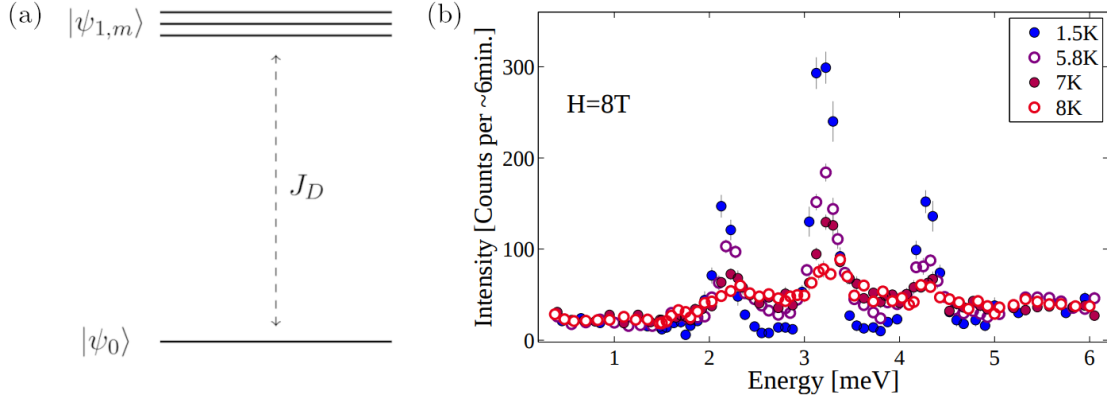 (a)
|ψ1,m⟩
J_D
|ψ0⟩
(b)
Intensity [Counts per ~6min.]
300
200
100
0
H=8T
1.5K
5.8K
7K
8K
1 2 3 4 5 6
Energy [meV]